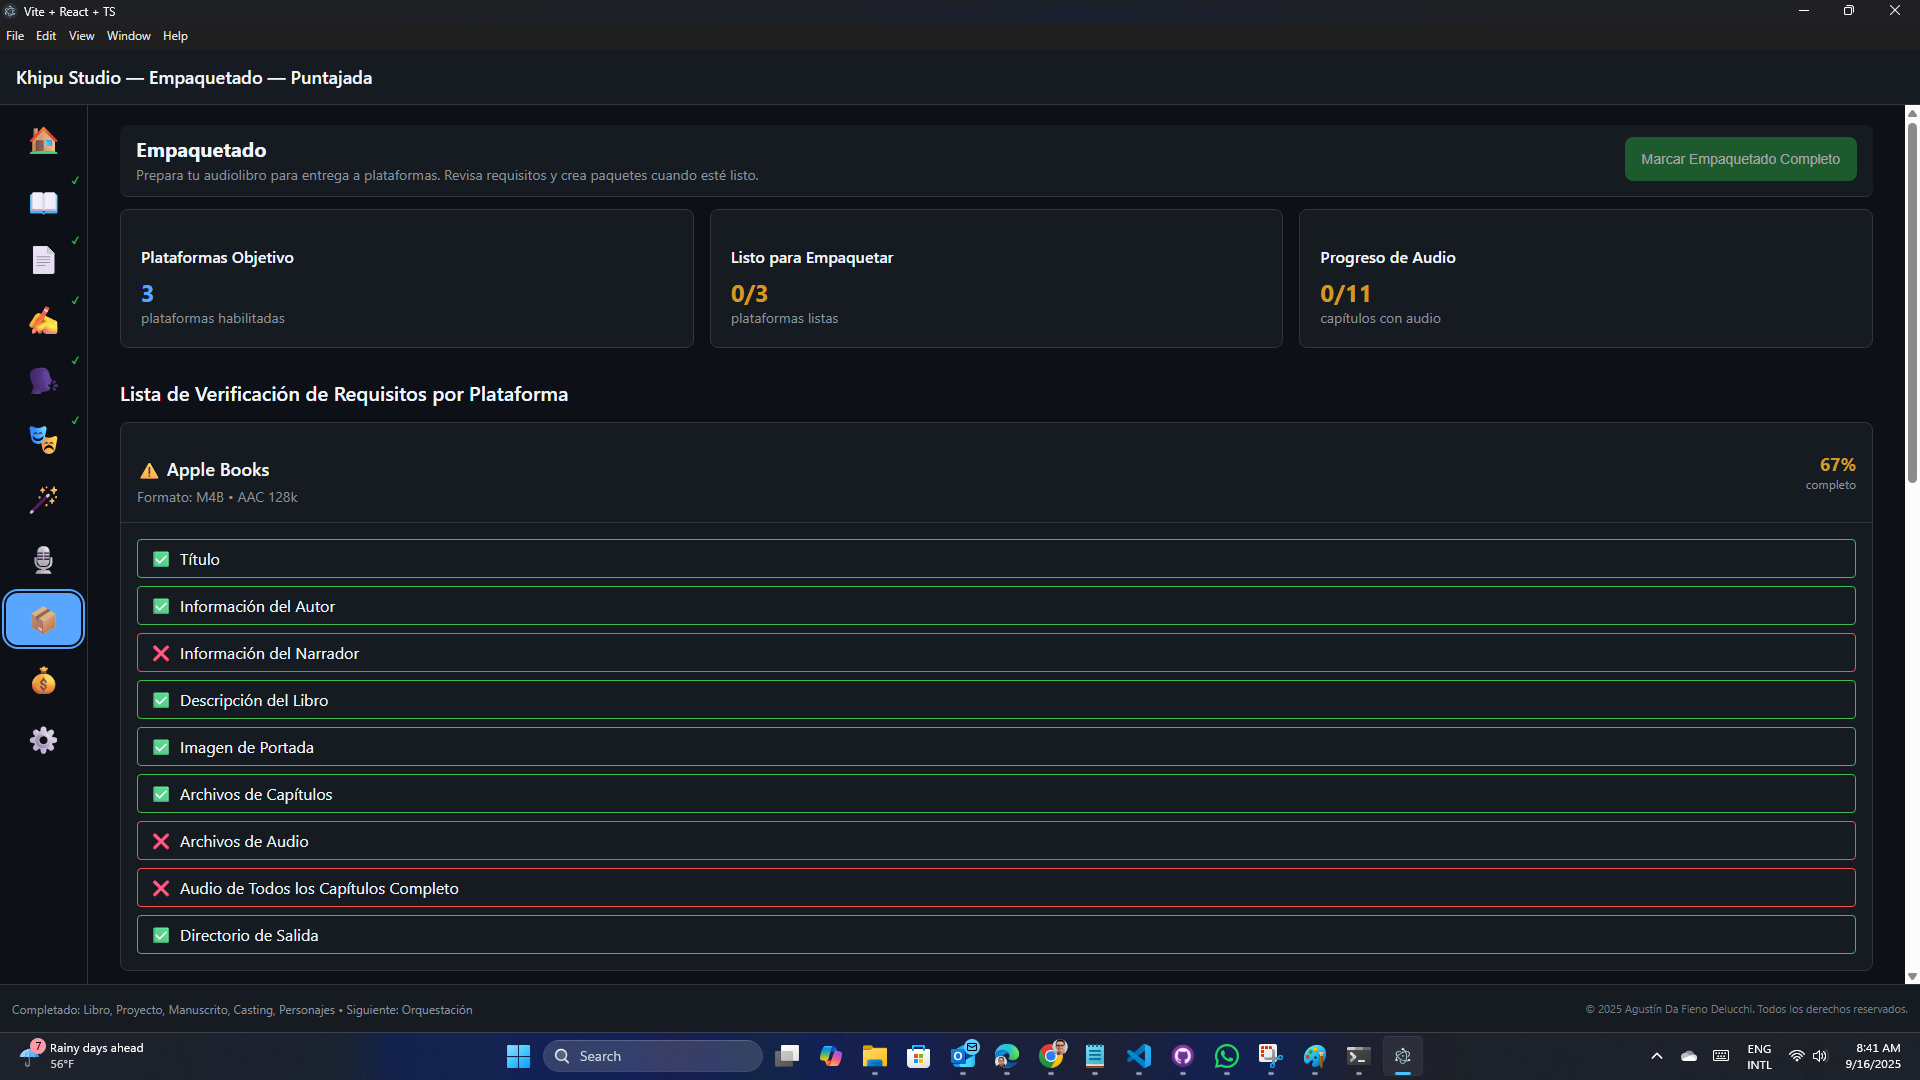 Vite + React + TS
File Edit View Window Help
Khipu Studio — Empaquetado — Puntajada
Empaquetado
Prepara tu audiolibro para entrega a plataformas. Revisa requisitos y crea paquetes cuando esté listo.
Marcar Empaquetado Completo
Plataformas Objetivo
3
plataformas habilitadas
Listo para Empaquetar
0/3
plataformas listas
Progreso de Audio
0/11
capítulos con audio
Lista de Verificación de Requisitos por Plataforma
Apple Books
Formato: M4B • AAC 128k
67%
completo
Título
Información del Autor
Información del Narrador
Descripción del Libro
Imagen de Portada
Archivos de Capítulos
Archivos de Audio
Audio de Todos los Capítulos Completo
Directorio de Salida
Completado: Libro, Proyecto, Manuscrito, Casting, Personajes • Siguiente: Orquestación
© 2025 Agustín Da Fieno Delucchi. Todos los derechos reservados.
7
Rainy days ahead
56°F
Search
ENG
INTL
8:41 AM
9/16/2025